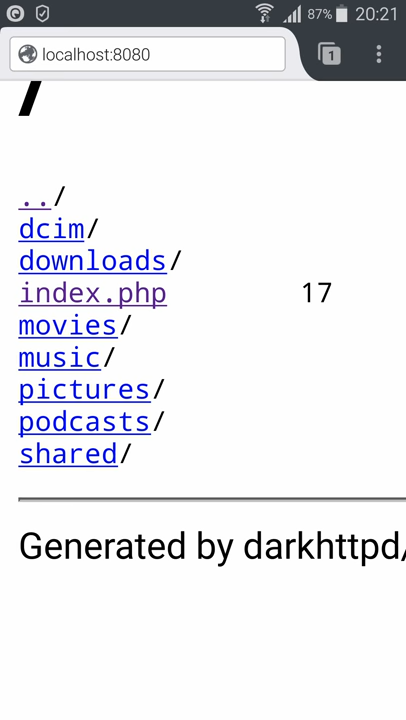 87% 20:21
localhost:8080
1
/
../
dcim/
downloads/
index.php 17
movies/
music/
pictures/
podcasts/
shared/
Generated by darkhttpd/